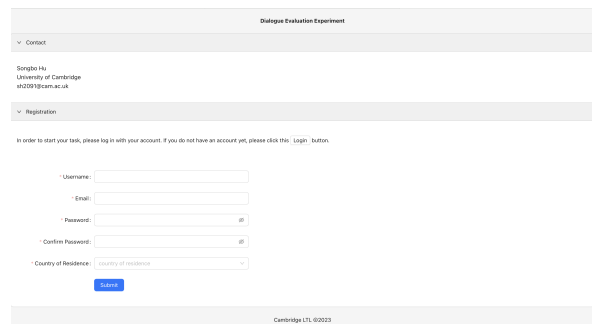 Dialogue Evaluation Experiment
Contact
Songbo Hu
University of Cambridge
sh2091@cam.ac.uk
Registration
In order to start your task, please log in with your account. If you do not have an account yet, please click this Login button.
* Username:
* Email:
* Password:
* Confirm Password:
* Country of Residence: country of residence
Submit
Cambridge LTL ©2023